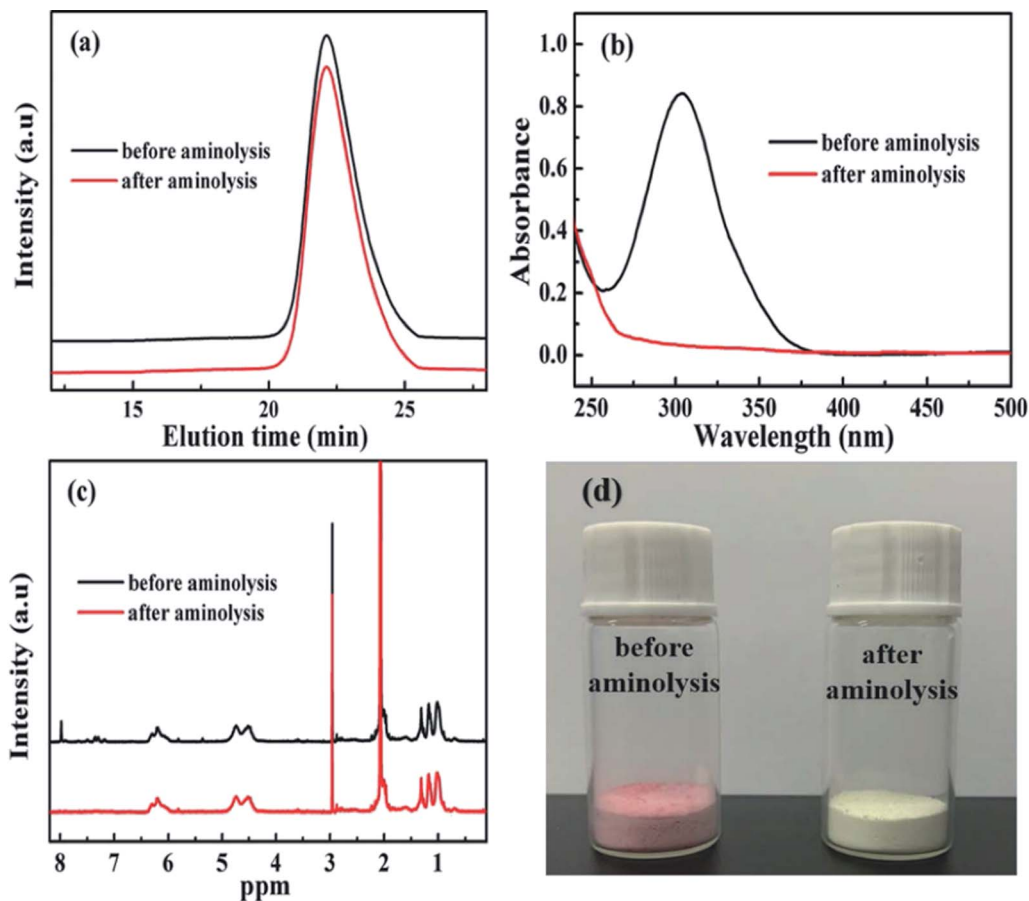 (a)
before aminolysis
after aminolysis
Intensity (a.u)
15
20
25
Elution time (min)
(b)
before aminolysis
after aminolysis
Absorbance
1.0
0.8
0.6
0.4
0.2
0.0
250
300
350
400
450
500
Wavelength (nm)
(c)
before aminolysis
after aminolysis
Intensity (a.u)
8
7
6
5
4
3
2
1
ppm
(d)
before
aminolysis
after
aminolysis